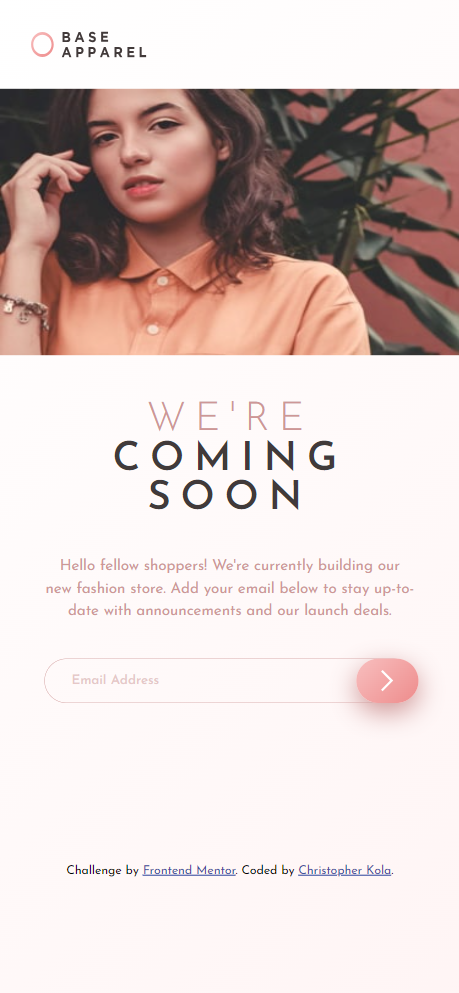 BASE
APPAREL
WE'RE
COMING
SOON
Hello fellow shoppers! We're currently building our
new fashion store. Add your email below to stay up-to-
date with announcements and our launch deals.
Email Address
Challenge by Frontend Mentor. Coded by Christopher Kola.